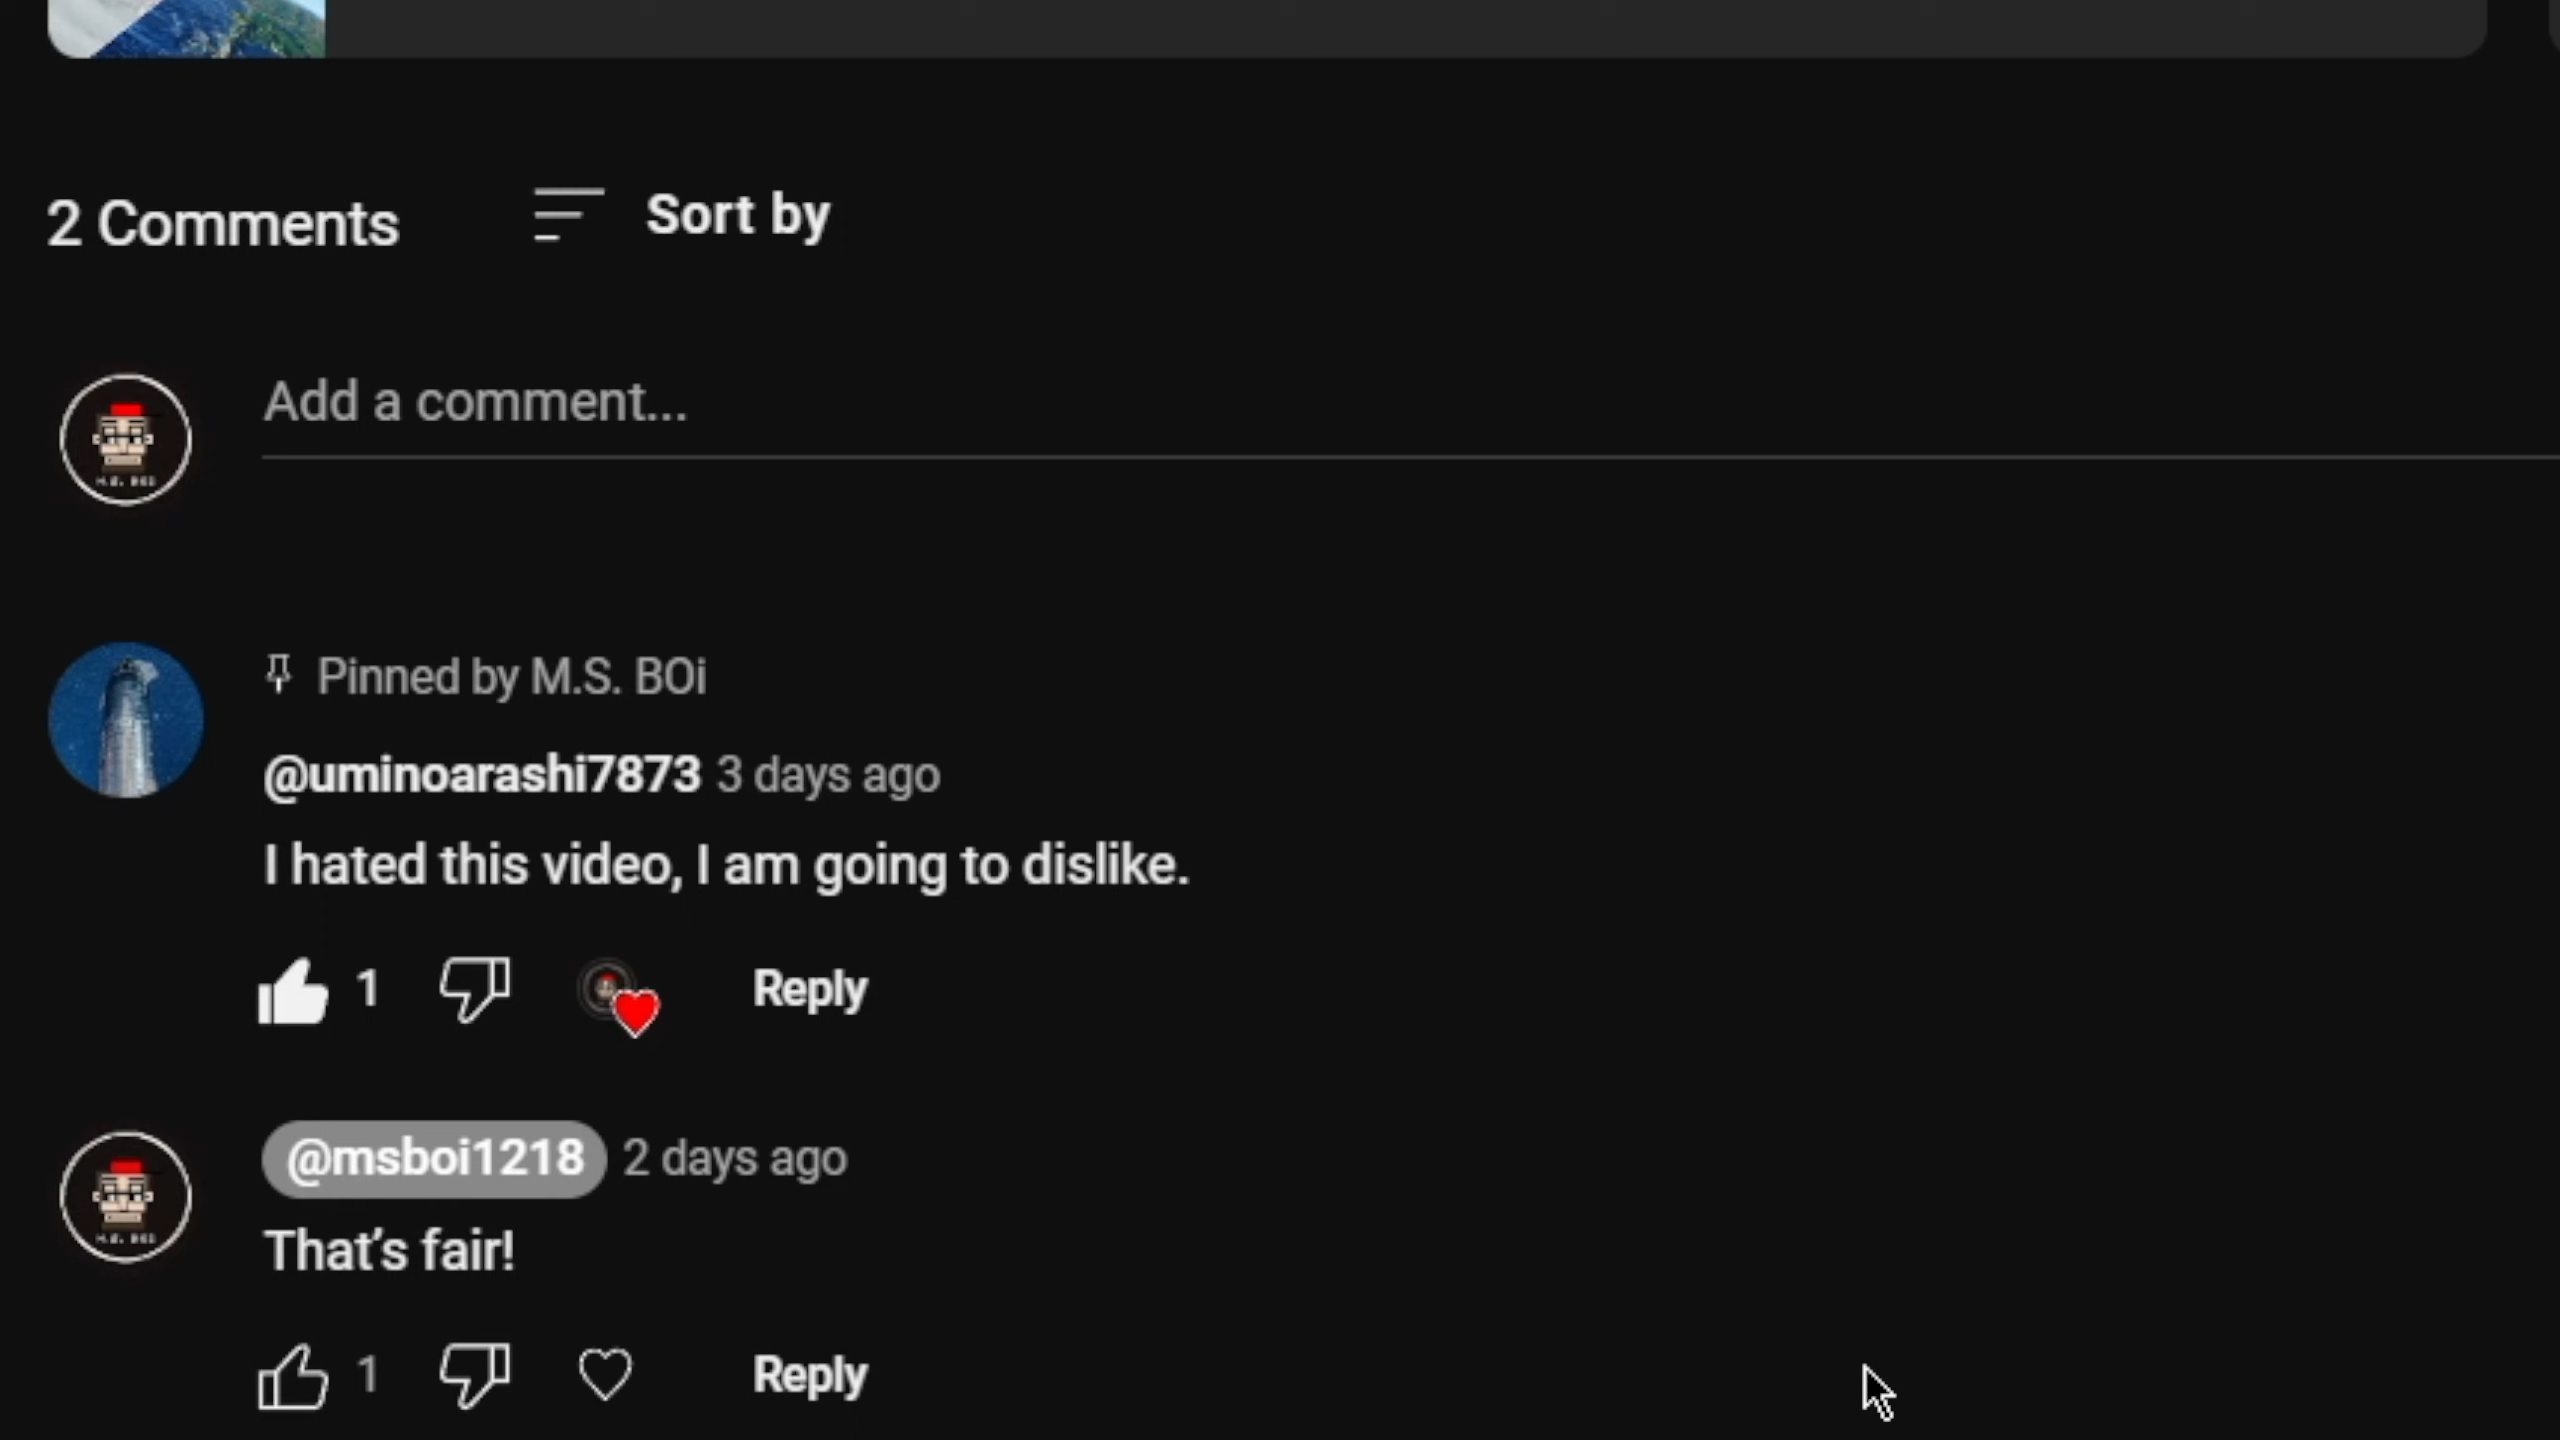 2 Comments
Sort by
Add a comment...
Pinned by M.S. BOi
@uminoarashi7873 3 days ago
I hated this video, I am going to dislike.
1
Reply
@msboi1218 2 days ago
That's fair!
1
Reply